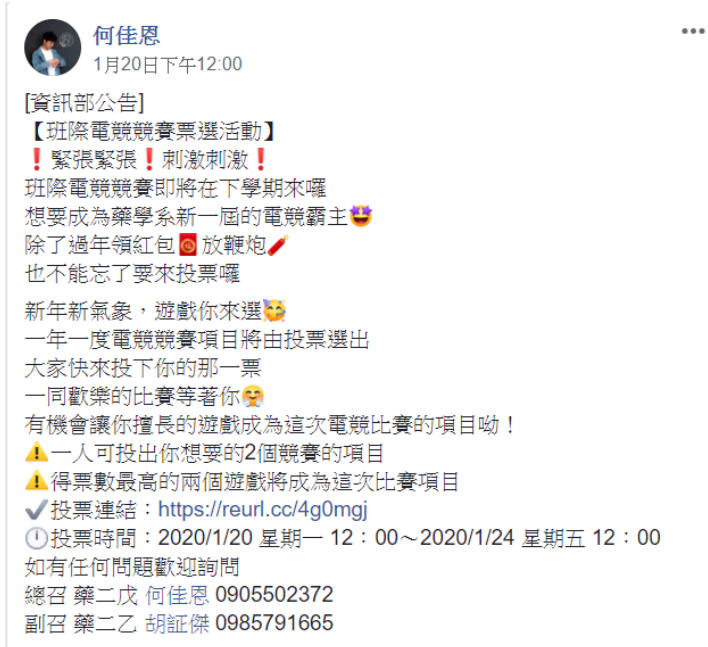 何佳恩
1月20日下午12:00
[資訊部公告]
【班際電競競賽票選活動】
❗緊張緊張❗刺激刺激❗
班際電競競賽即將在下學期來囉
想要成為藥學系新一屆的電競霸主🤩
除了過年領紅包🧧放鞭炮🧨
也不能忘了要來投票囉
新年新氣象，遊戲你來選🥳
一年一度電競競賽項目將由投票選出
大家快來投下你的那一票
一同歡樂的比賽等著你🤗
有機會讓你擅長的遊戲成為這次電競比賽的項目呦！
⚠️一人可投出你想要的2個競賽的項目
⚠️得票數最高的兩個遊戲將成為這次比賽項目
✔投票連結：https://reurl.cc/4g0mgj
🕛投票時間：2020/1/20 星期一 12：00～2020/1/24 星期五 12：00
如有任何問題歡迎詢問
總召 藥二戊 何佳恩 0905502372
副召 藥二乙 胡証傑 0985791665